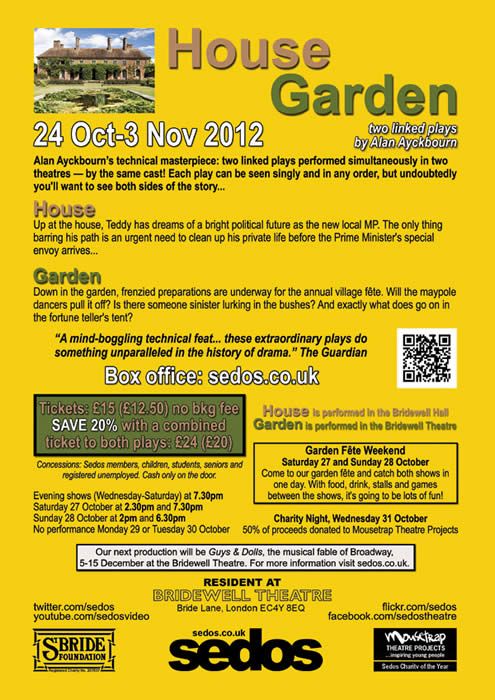 House
Garden
24 Oct-3 Nov 2012
two linked plays
by Alan Ayckbourn
Alan Ayckbourn's technical masterpiece: two linked plays performed simultaneously in two
theatres — by the same cast! Each play can be seen singly and in any order, but undoubtedly
you'll want to see both sides of the story...
House
Up at the house, Teddy has dreams of a bright political future as the new local MP. The only thing
barring his path is an urgent need to clean up his private life before the Prime Minister's special
envoy arrives...
Garden
Down in the garden, frenzied preparations are underway for the annual village fête. Will the maypole
dancers pull it off? Is there someone sinister lurking in the bushes? And exactly what does go on in
the fortune teller's tent?
"A mind-boggling technical feat... these extraordinary plays do
something unparalleled in the history of drama." The Guardian
Box office: sedos.co.uk
Tickets: £15 (£12.50) no bkg fee
SAVE 20% with a combined
ticket to both plays: £24 (£20)
Concessions: Sedos members, children, students, seniors and
registered unemployed. Cash only on the door.
Evening shows (Wednesday-Saturday) at 7.30pm
Saturday 27 October at 2.30pm and 7.30pm
Sunday 28 October at 2pm and 6.30pm
No performance Monday 29 or Tuesday 30 October
House is performed in the Bridewell Hall
Garden is performed in the Bridewell Theatre
Garden Fête Weekend
Saturday 27 and Sunday 28 October
Come to our garden fête and catch both shows in
one day. With food, drink, stalls and games
between the shows, it's going to be lots of fun!
Charity Night, Wednesday 31 October
50% of proceeds donated to Mousetrap Theatre Projects
Our next production will be Guys & Dolls, the musical fable of Broadway,
5-15 December at the Bridewell Theatre. For more information visit sedos.co.uk.
RESIDENT AT
BRIDEWELL THEATRE
Bride Lane, London EC4Y 8EQ
twitter.com/sedos
youtube.com/sedosvideo
flickr.com/sedos
facebook.com/sedostheatre
ST BRIDE
FOUNDATION
sedos.co.uk
sedos
Mousetrap
THEATRE PROJECTS
...inspiring young people
Sedos Charity of the Year